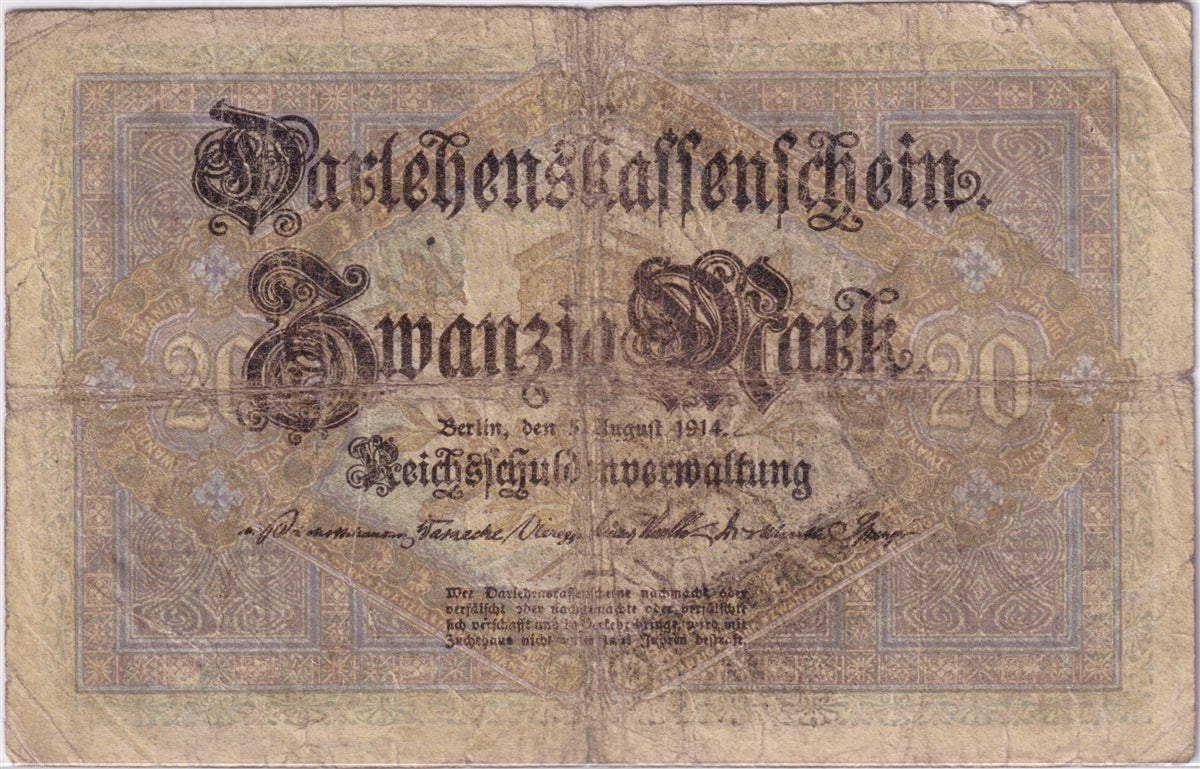 Darlehenskassenschein.
Zwanzig Mark.
20
20
Berlin, den 5. August 1914.
Reichsschuldenverwaltung
Wer Darlehenskassenscheine nachmacht oder
verfälscht oder nachgemachte oder verfälschte
sich verschafft und in Verkehr bringt, wird mit
Zuchthaus nicht unter zwei Jahren bestraft.